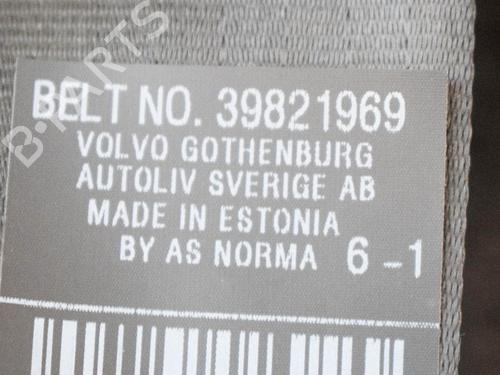 B-PARTS
BELT NO. 39821969
VOLVO GOTHENBURG
AUTOLIV SVERIGE AB
MADE IN ESTONIA
BY AS NORMA 6-1